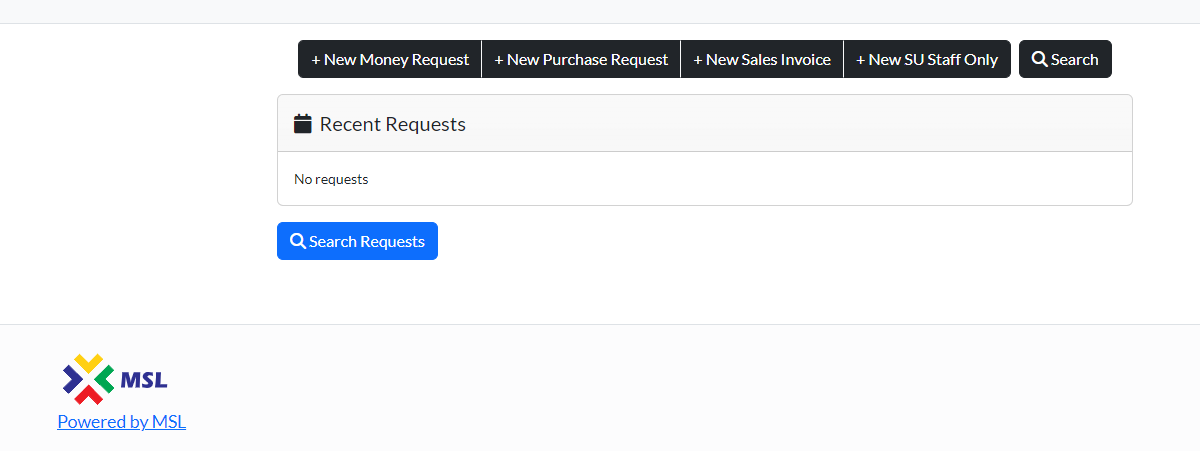 + New Money Request + New Purchase Request + New Sales Invoice + New SU Staff Only Search
Recent Requests
No requests
Search Requests
MSL
Powered by MSL